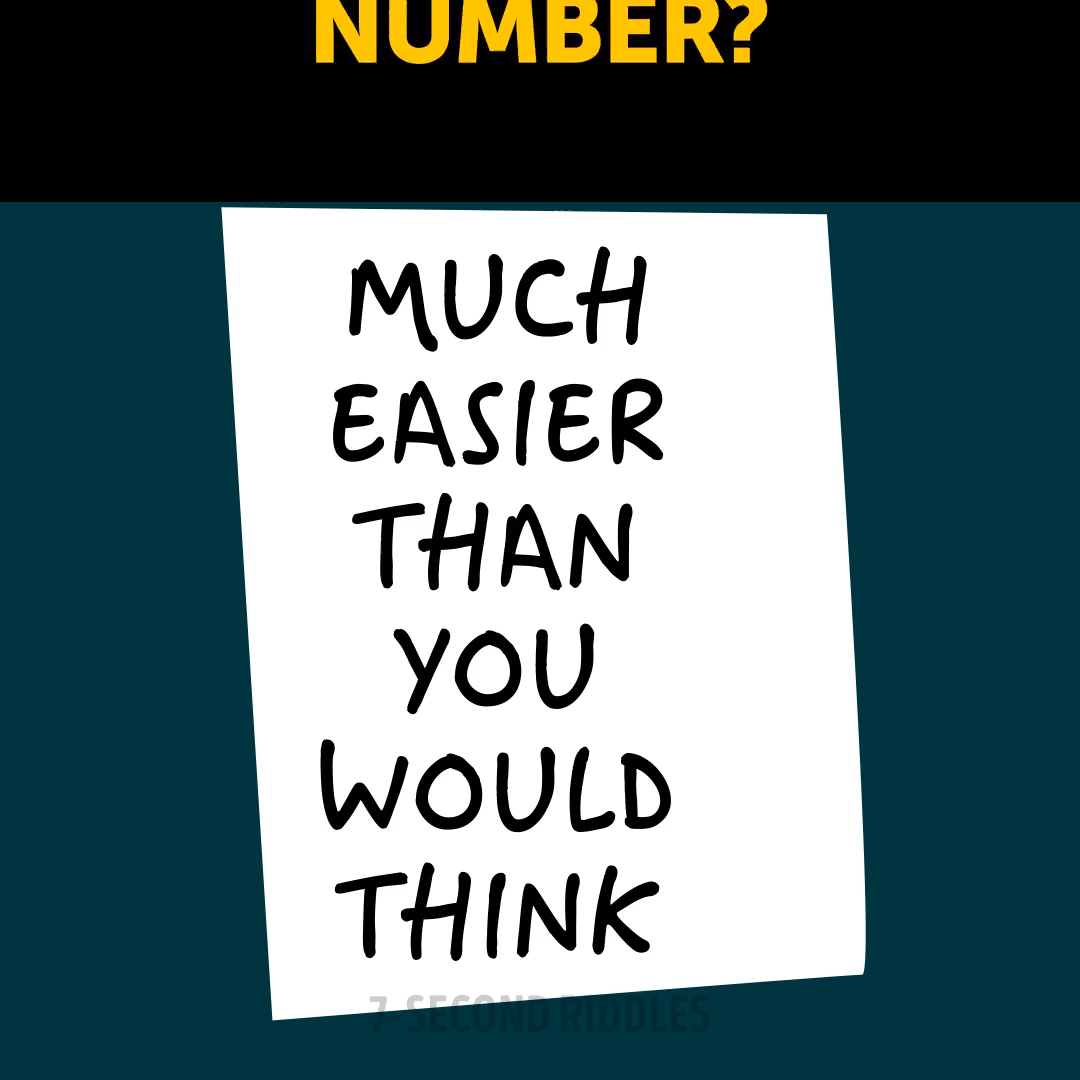 NUMBER?
MUCH
EASIER
THAN
YOU
WOULD
THINK
7-SECOND RIDDLES